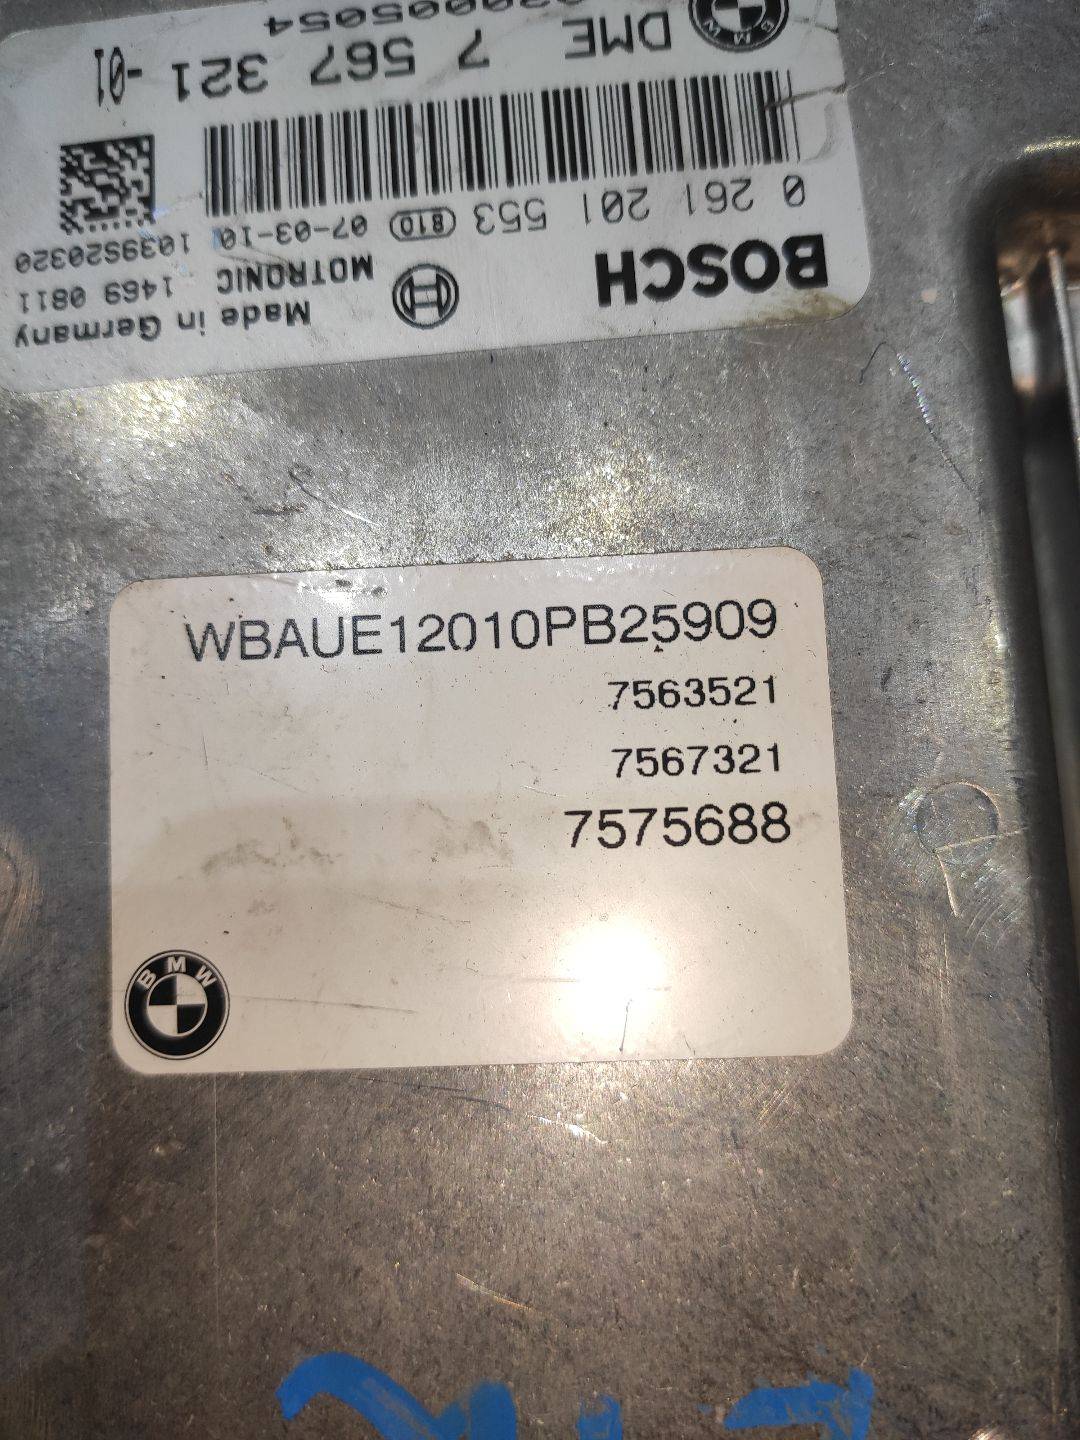 BOSCH
Made in Germany
MOTRONIC 1469 0811
0 261 201 553 810 07-03-10 1039S20320
DME 7 567 321-01
WBAUE12010PB25909
7563521
7567321
7575688
BMW